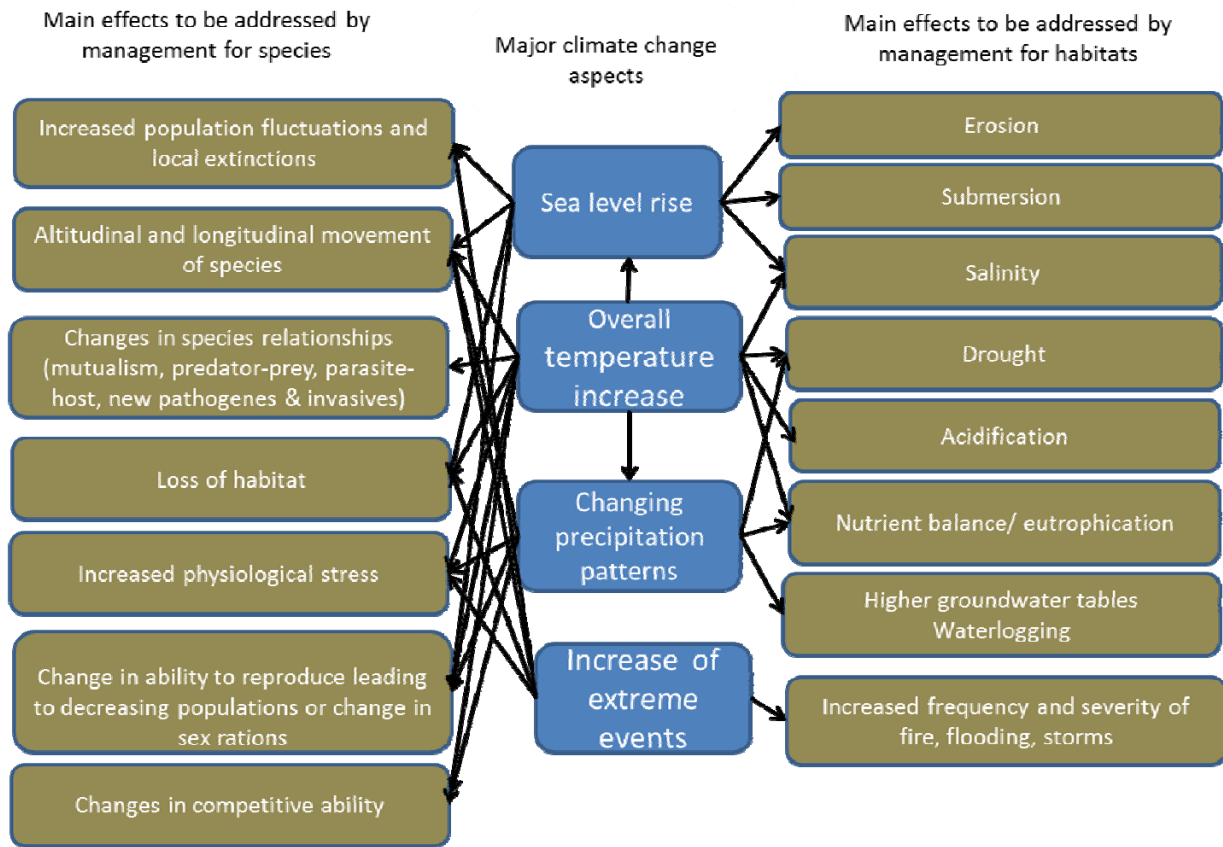 Main effects to be addressed by
management for species
Increased population fluctuations and
local extinctions
Altitudinal and longitudinal movement
of species
Changes in species relationships
(mutualism, predator-prey, parasite-
host, new pathogenes & invasives)
Loss of habitat
Increased physiological stress
Change in ability to reproduce leading
to decreasing populations or change in
sex rations
Changes in competitive ability
Major climate change
aspects
Sea level rise
Overall
temperature
increase
Changing
precipitation
patterns
Increase of
extreme
events
Main effects to be addressed by
management for habitats
Erosion
Submersion
Salinity
Drought
Acidification
Nutrient balance/ eutrophication
Higher groundwater tables
Waterlogging
Increased frequency and severity of
fire, flooding, storms